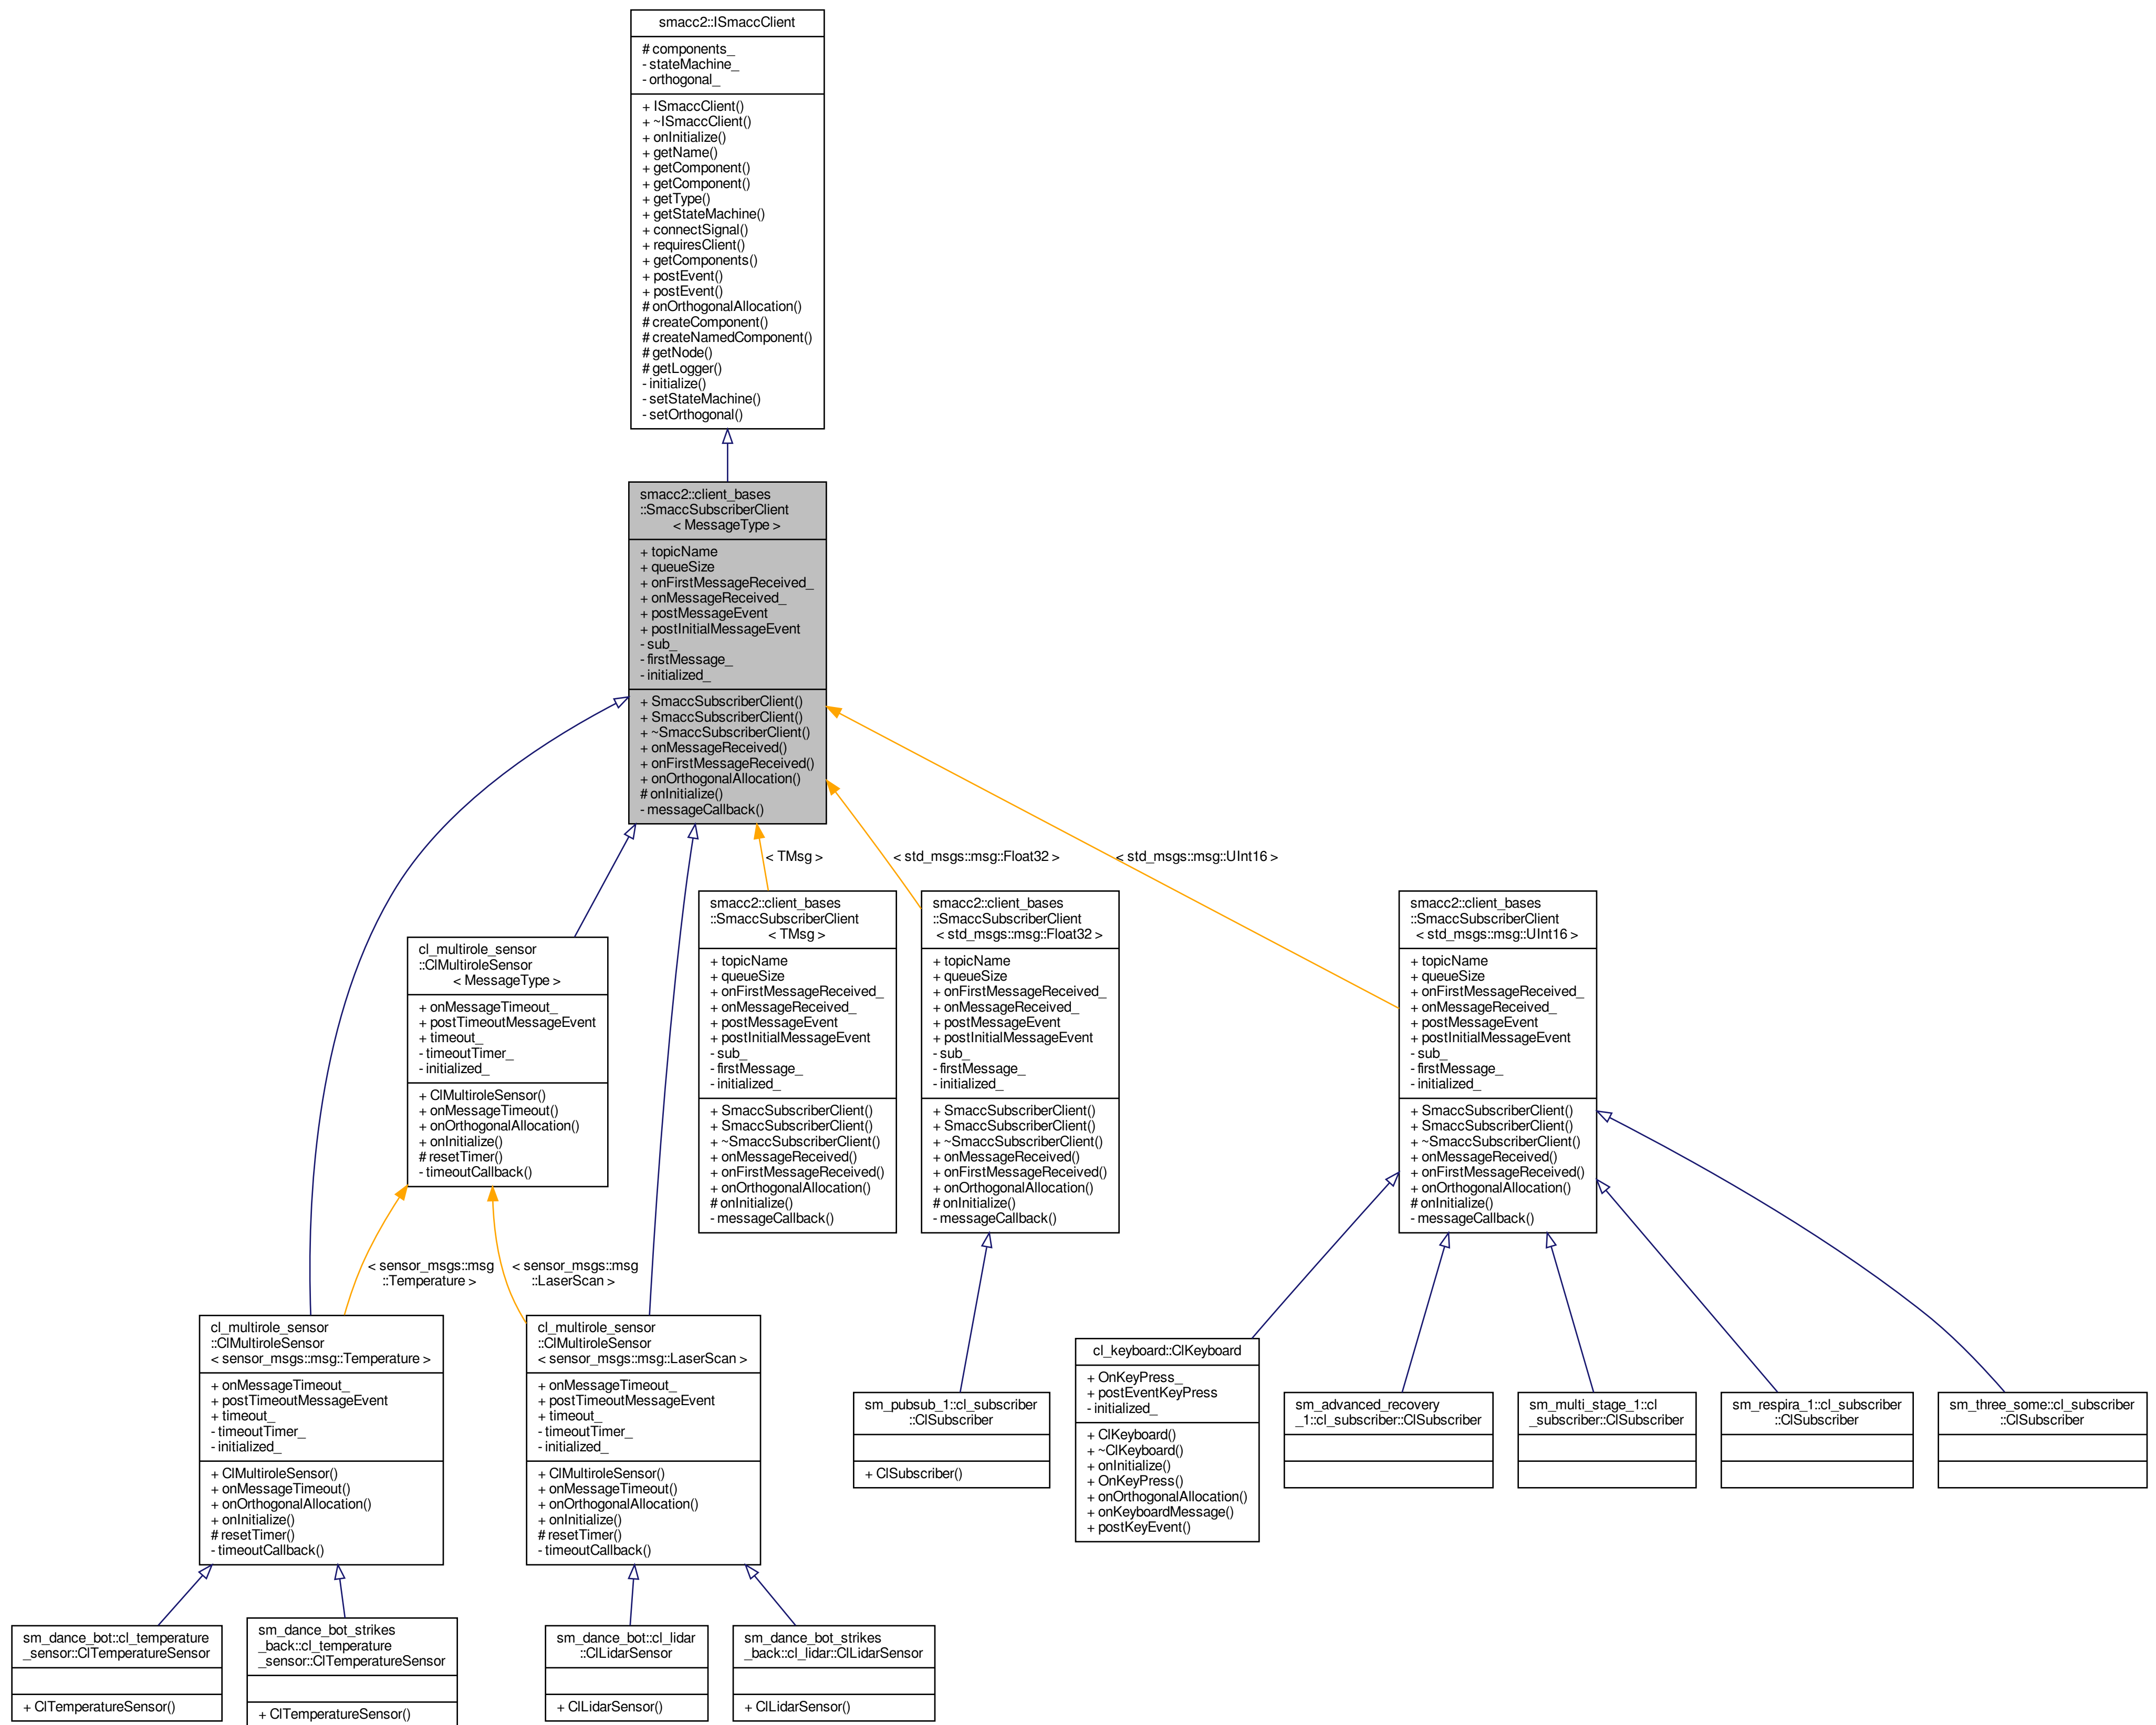 smacc2::ISmaccClient
# components_
- stateMachine_
- orthogonal_
+ ISmaccClient()
+ ~ISmaccClient()
+ onInitialize()
+ getName()
+ getComponent()
+ getComponent()
+ getType()
+ getStateMachine()
+ connectSignal()
+ requiresClient()
+ getComponents()
+ postEvent()
+ postEvent()
# onOrthogonalAllocation()
# createComponent()
# createNamedComponent()
# getNode()
# getLogger()
- initialize()
- setStateMachine()
- setOrthogonal()
smacc2::client_bases
::SmaccSubscriberClient
< MessageType >
+ topicName
+ queueSize
+ onFirstMessageReceived_
+ onMessageReceived_
+ postMessageEvent
+ postInitialMessageEvent
- sub_
- firstMessage_
- initialized_
+ SmaccSubscriberClient()
+ SmaccSubscriberClient()
+ ~SmaccSubscriberClient()
+ onMessageReceived()
+ onFirstMessageReceived()
+ onOrthogonalAllocation()
# onInitialize()
- messageCallback()
< TMsg >
< std_msgs::msg::Float32 >
< std_msgs::msg::UInt16 >
cl_multirole_sensor
::ClMultiroleSensor
< MessageType >
+ onMessageTimeout_
+ postTimeoutMessageEvent
+ timeout_
- timeoutTimer_
- initialized_
+ ClMultiroleSensor()
+ onMessageTimeout()
+ onOrthogonalAllocation()
+ onInitialize()
# resetTimer()
- timeoutCallback()
smacc2::client_bases
::SmaccSubscriberClient
< TMsg >
+ topicName
+ queueSize
+ onFirstMessageReceived_
+ onMessageReceived_
+ postMessageEvent
+ postInitialMessageEvent
- sub_
- firstMessage_
- initialized_
+ SmaccSubscriberClient()
+ SmaccSubscriberClient()
+ ~SmaccSubscriberClient()
+ onMessageReceived()
+ onFirstMessageReceived()
+ onOrthogonalAllocation()
# onInitialize()
- messageCallback()
smacc2::client_bases
::SmaccSubscriberClient
< std_msgs::msg::Float32 >
+ topicName
+ queueSize
+ onFirstMessageReceived_
+ onMessageReceived_
+ postMessageEvent
+ postInitialMessageEvent
- sub_
- firstMessage_
- initialized_
+ SmaccSubscriberClient()
+ SmaccSubscriberClient()
+ ~SmaccSubscriberClient()
+ onMessageReceived()
+ onFirstMessageReceived()
+ onOrthogonalAllocation()
# onInitialize()
- messageCallback()
smacc2::client_bases
::SmaccSubscriberClient
< std_msgs::msg::UInt16 >
+ topicName
+ queueSize
+ onFirstMessageReceived_
+ onMessageReceived_
+ postMessageEvent
+ postInitialMessageEvent
- sub_
- firstMessage_
- initialized_
+ SmaccSubscriberClient()
+ SmaccSubscriberClient()
+ ~SmaccSubscriberClient()
+ onMessageReceived()
+ onFirstMessageReceived()
+ onOrthogonalAllocation()
# onInitialize()
- messageCallback()
< sensor_msgs::msg
::Temperature >
< sensor_msgs::msg
::LaserScan >
cl_multirole_sensor
::ClMultiroleSensor
< sensor_msgs::msg::Temperature >
+ onMessageTimeout_
+ postTimeoutMessageEvent
+ timeout_
- timeoutTimer_
- initialized_
+ ClMultiroleSensor()
+ onMessageTimeout()
+ onOrthogonalAllocation()
+ onInitialize()
# resetTimer()
- timeoutCallback()
cl_multirole_sensor
::ClMultiroleSensor
< sensor_msgs::msg::LaserScan >
+ onMessageTimeout_
+ postTimeoutMessageEvent
+ timeout_
- timeoutTimer_
- initialized_
+ ClMultiroleSensor()
+ onMessageTimeout()
+ onOrthogonalAllocation()
+ onInitialize()
# resetTimer()
- timeoutCallback()
sm_pubsub_1::cl_subscriber
::ClSubscriber
+ ClSubscriber()
cl_keyboard::ClKeyboard
+ OnKeyPress_
+ postEventKeyPress
- initialized_
+ ClKeyboard()
+ ~ClKeyboard()
+ onInitialize()
+ OnKeyPress()
+ onOrthogonalAllocation()
+ onKeyboardMessage()
+ postKeyEvent()
sm_advanced_recovery
_1::cl_subscriber::ClSubscriber
sm_multi_stage_1::cl
_subscriber::ClSubscriber
sm_respira_1::cl_subscriber
::ClSubscriber
sm_three_some::cl_subscriber
::ClSubscriber
sm_dance_bot::cl_temperature
_sensor::ClTemperatureSensor
+ ClTemperatureSensor()
sm_dance_bot_strikes
_back::cl_temperature
_sensor::ClTemperatureSensor
+ ClTemperatureSensor()
sm_dance_bot::cl_lidar
::ClLidarSensor
+ ClLidarSensor()
sm_dance_bot_strikes
_back::cl_lidar::ClLidarSensor
+ ClLidarSensor()